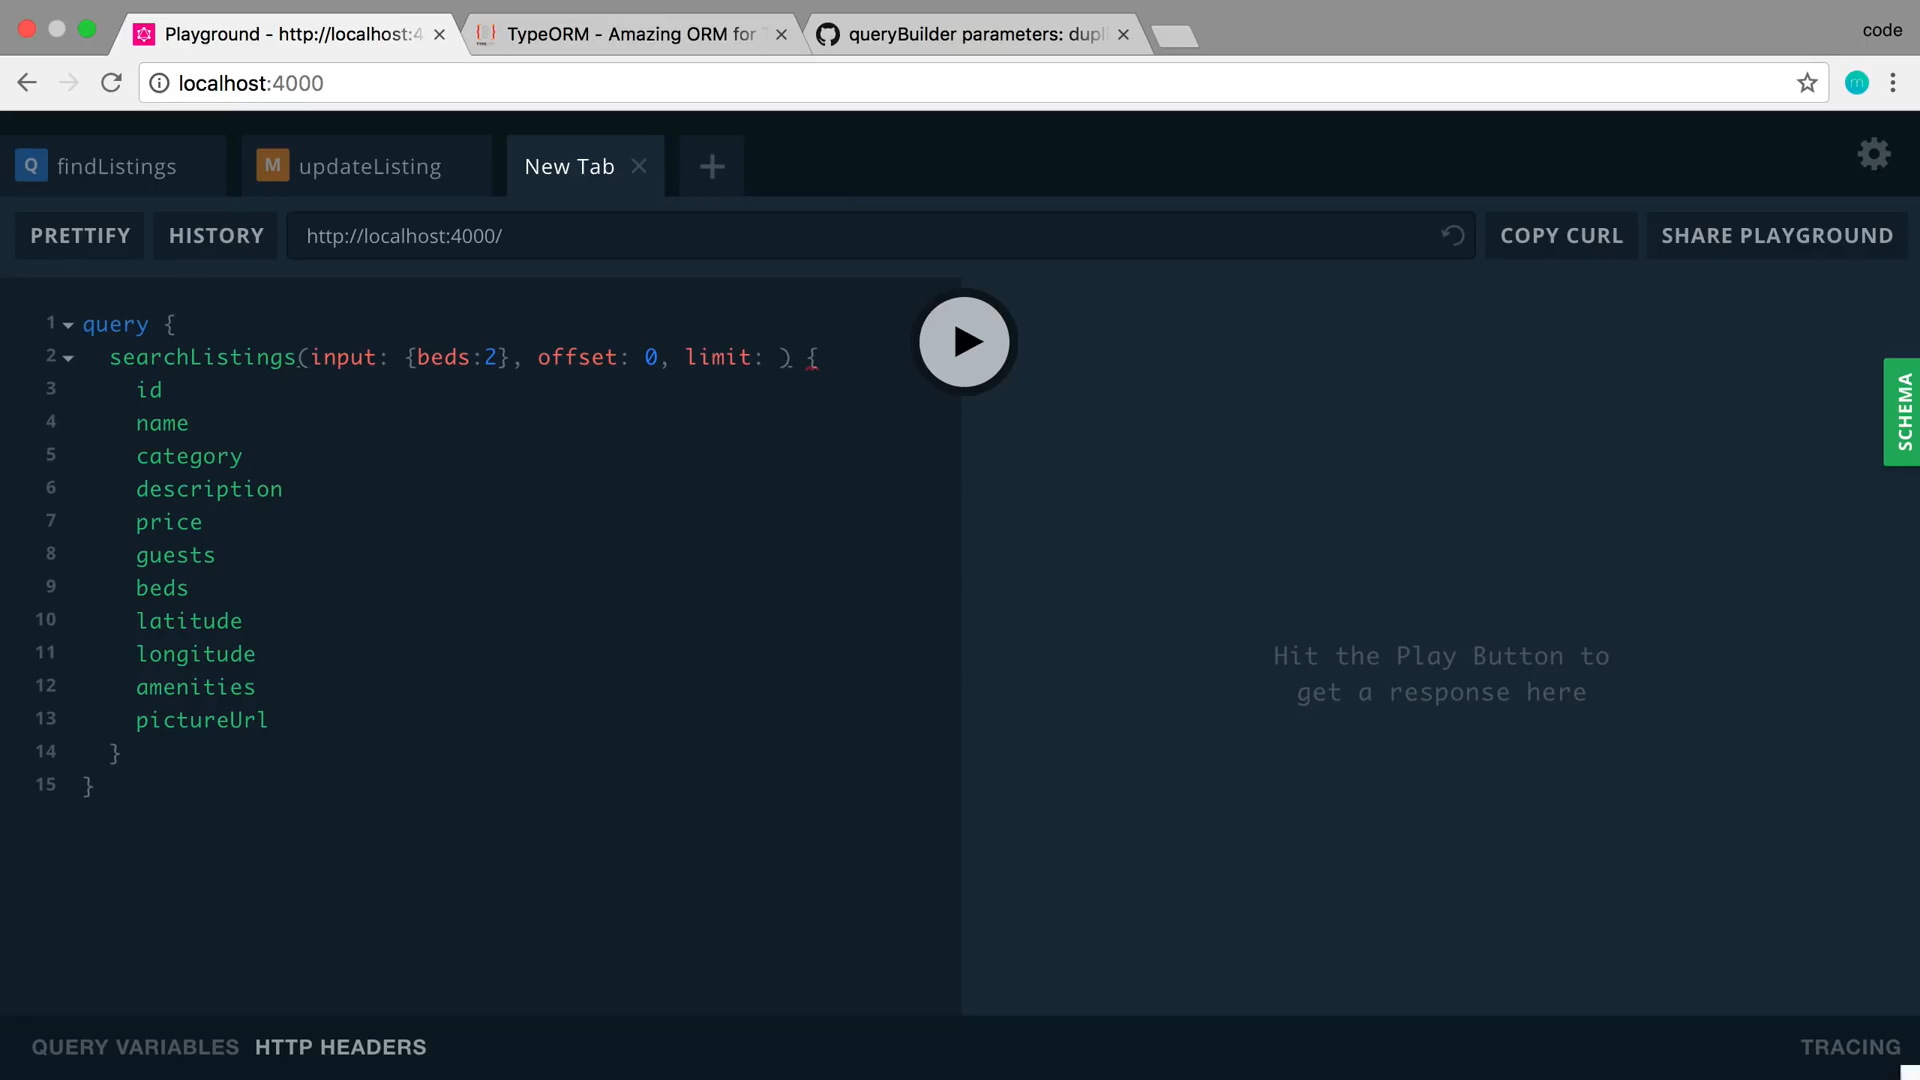 Playground - http://localhost:4
TypeORM - Amazing ORM for T
queryBuilder parameters: dupli
code
localhost:4000
m
Q findListings
M updateListing
New Tab
PRETTIFY
HISTORY
http://localhost:4000/
COPY CURL
SHARE PLAYGROUND
1 query {
2 searchListings(input: {beds:2}, offset: 0, limit: ) {
3 id
4 name
5 category
6 description
7 price
8 guests
9 beds
10 latitude
11 longitude
12 amenities
13 pictureUrl
14 }
15 }
SCHEMA
Hit the Play Button to
get a response here
QUERY VARIABLES
HTTP HEADERS
TRACING